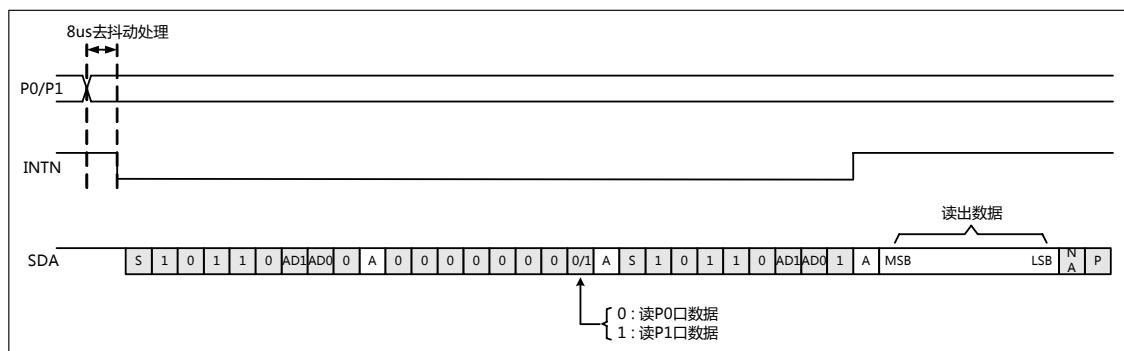 8us去抖动处理
P0/P1
INTN
读出数据
SDA S 1 0 1 1 0 AD1 AD0 0 A 0 0 0 0 0 0 0 0/1 A S 1 0 1 1 0 AD1 AD0 1 A MSB LSB NA P
0 : 读P0口数据
1 : 读P1口数据